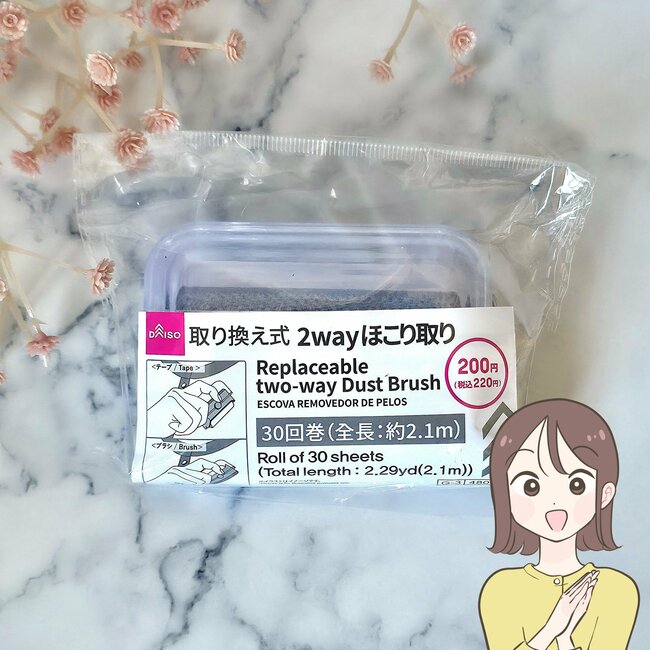 DAISO
取り換え式 2wayほこり取り
Replaceable
two-way Dust Brush
ESCOVA REMOVEDOR DE PELOS
200円
(税込220円)
<テープ/Tape>
<ブラシ/Brush>
30回巻(全長:約2.1m)
Roll of 30 sheets
(Total length : 2.29yd(2.1m))
G-3 480